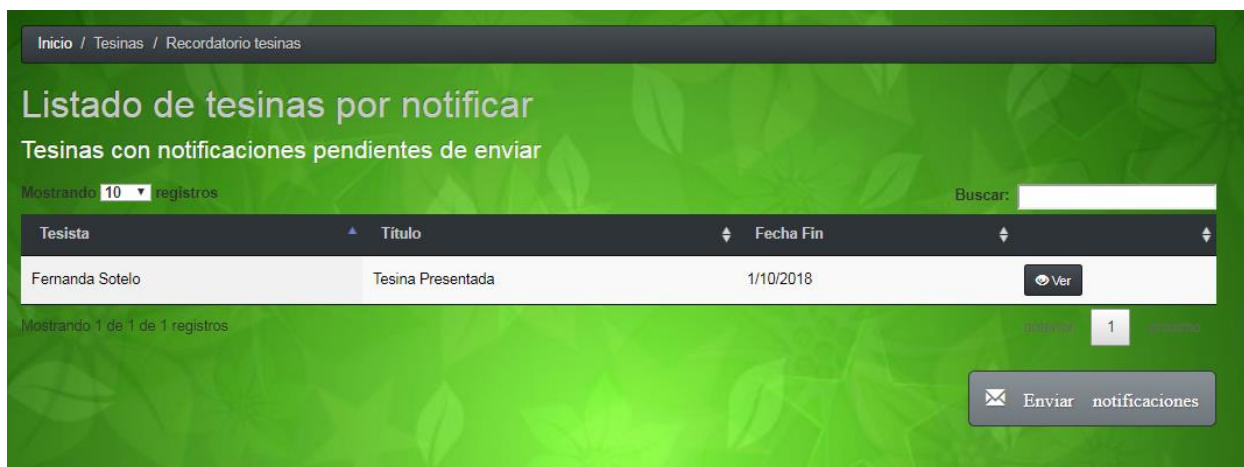 Inicio / Tesinas / Recordatorio tesinas
Listado de tesinas por notificar
Tesinas con notificaciones pendientes de enviar
Mostrando 10 registros Buscar:
Tesista Título Fecha Fin
Fernanda Sotelo Tesina Presentada 1/10/2018 Ver
Mostrando 1 de 1 de 1 registros anterior 1 próximo
Enviar notificaciones